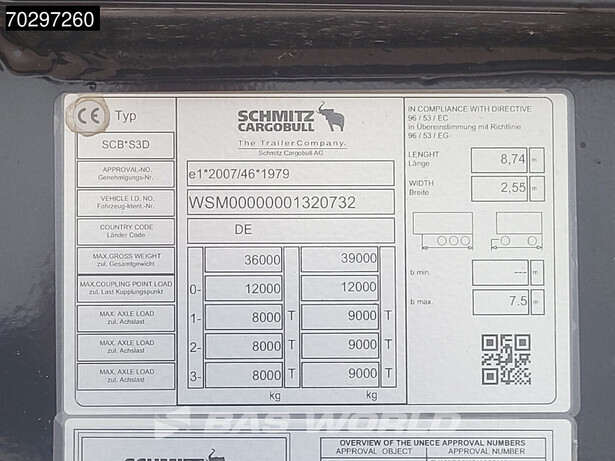 70297260
CE Typ
SCB*S3D
SCHMITZ
CARGOBULL
The Trailer Company.
Schmitz Cargobull AG
APPROVAL-NO.
Genehmigungs-Nr.
e1*2007/46*1979
VEHICLE I.D, NO.
Fahrzeug-Ident.-Nr.
WSM00000001320732
COUNTRY CODE
Länder Code
DE
MAX.GROSS WEIGHT
zul. Gesamtgewicht
36000 39000
MAX.COUPLING POINT LOAD
zul. Last Kupplungspunkt
0- 12000 12000
MAX. AXLE LOAD
zul. Achslast
1- 8000 T 9000 T
MAX. AXLE LOAD
zul. Achslast
2- 8000 T 9000 T
MAX. AXLE LOAD
zul. Achslast
3- 8000 T 9000 T
kg kg
IN COMPLIANCE WITH DIRECTIVE
96 / 53 / EC
In Übereinstimmung mit Richtlinie
96 / 53 / EG
LENGHT
Länge
8,74 m
WIDTH
Breite
2,55 m
b min. --- m
b max. 7.5 m
BAS WORLD
SCHMITZ
CARGOBULL
OVERVIEW OF THE UNECE APPROVAL NUMBERS
APPROVAL OBJECT APPROVAL NUMBER